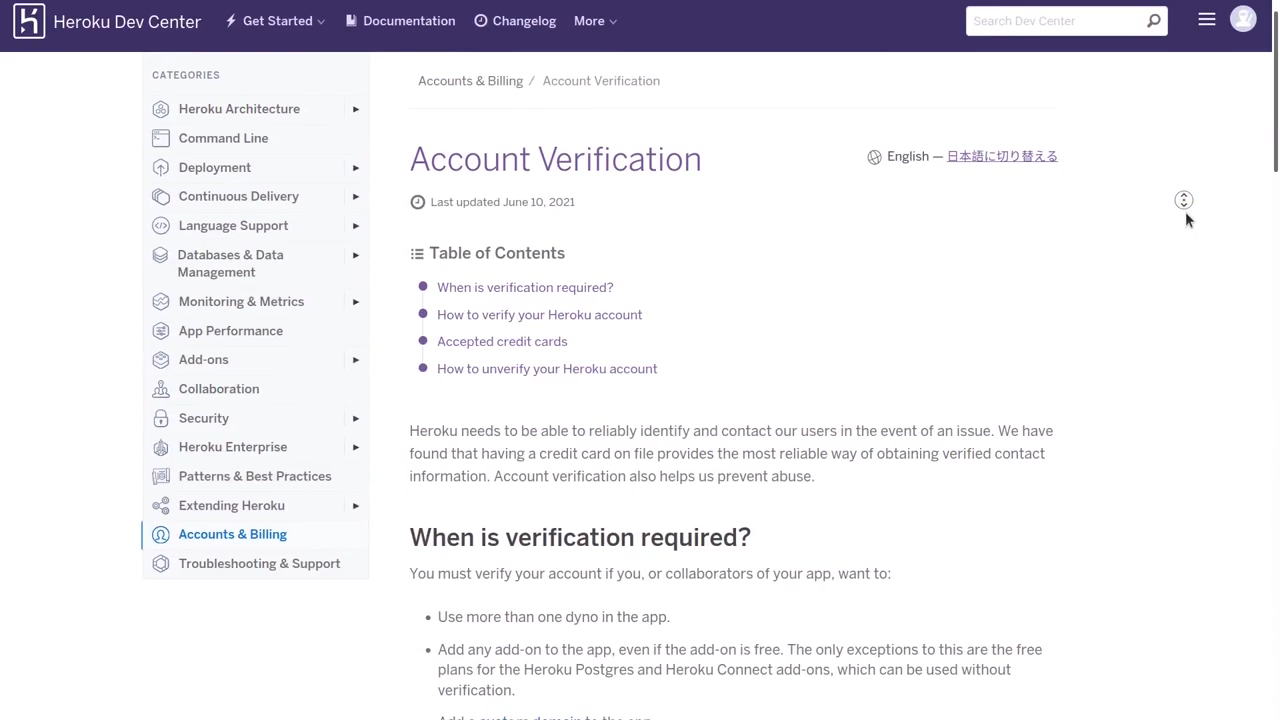 Heroku Dev Center
Get Started
Documentation
Changelog
More
Search Dev Center
CATEGORIES
Heroku Architecture
Command Line
Deployment
Continuous Delivery
Language Support
Databases & Data
Management
Monitoring & Metrics
App Performance
Add-ons
Collaboration
Security
Heroku Enterprise
Patterns & Best Practices
Extending Heroku
Accounts & Billing
Troubleshooting & Support
Accounts & Billing / Account Verification
Account Verification
English — 日本語に切り替える
Last updated June 10, 2021
Table of Contents
When is verification required?
How to verify your Heroku account
Accepted credit cards
How to unverify your Heroku account
Heroku needs to be able to reliably identify and contact our users in the event of an issue. We have
found that having a credit card on file provides the most reliable way of obtaining verified contact
information. Account verification also helps us prevent abuse.
When is verification required?
You must verify your account if you, or collaborators of your app, want to:
• Use more than one dyno in the app.
• Add any add-on to the app, even if the add-on is free. The only exceptions to this are the free
plans for the Heroku Postgres and Heroku Connect add-ons, which can be used without
verification.
Add a custom domain to the app